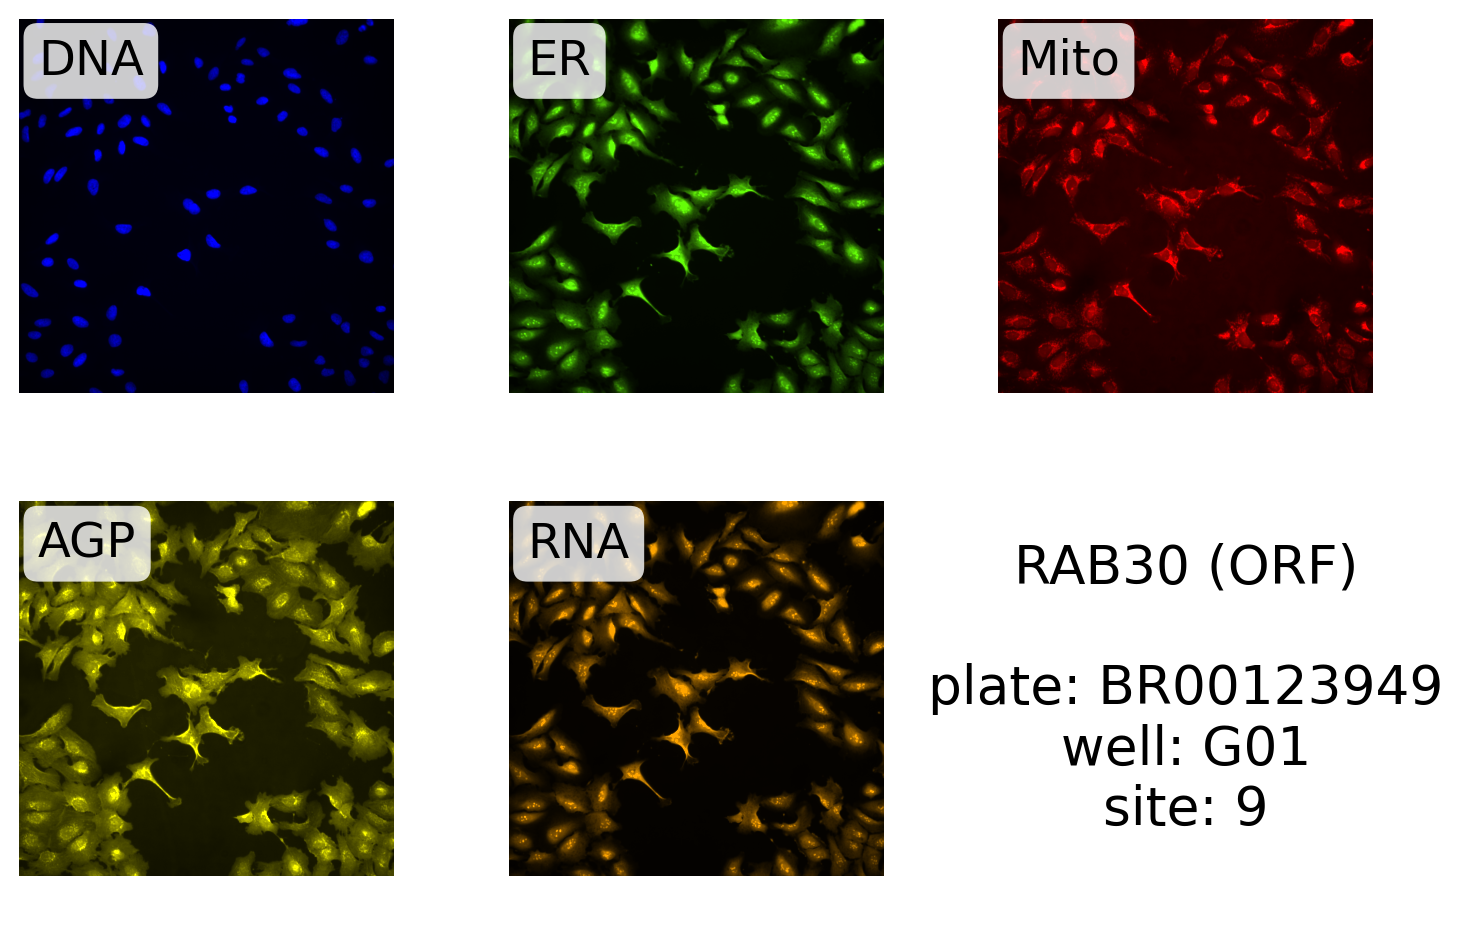 DNA
ER
Mito
AGP
RNA
RAB30 (ORF)
plate: BR00123949
well: G01
site: 9